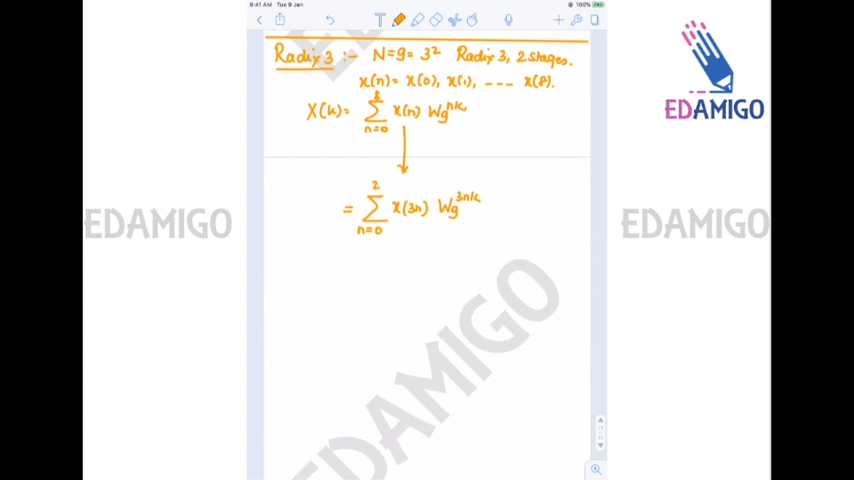 9:41 AM Tue 9 Jan
100%
T
Radix 3 :- N=9= 3² Radix 3, 2 stages.
x(n)= x(0), x(1), ---- x(8).
X(k)= 8∑n=0 x(n) W9^nk
= 2∑n=0 x(3n) W9^3nk
EDAMIGO
EDAMIGO
EDAMIGO
EDAMIGO